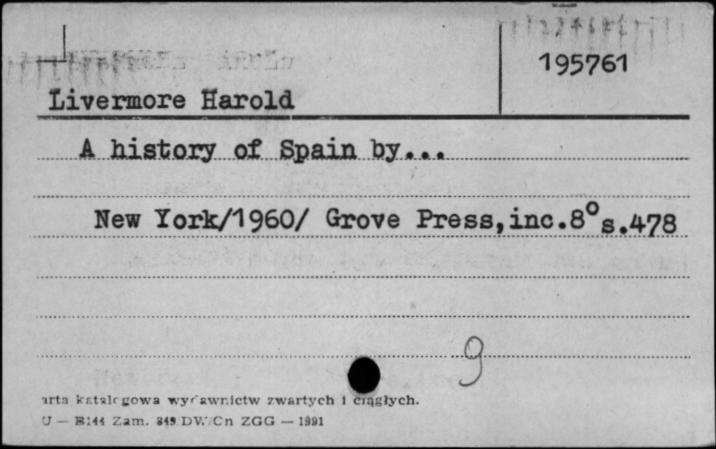 195761
Livermore Harold
A history of Spain by...
New York/1960/ Grove Press,inc.8° s.478
9
arta katalogowa wydawnictw zwartych i ciągłych.
U — B144 Zam. 849/DW/Cn ZGG — 1991